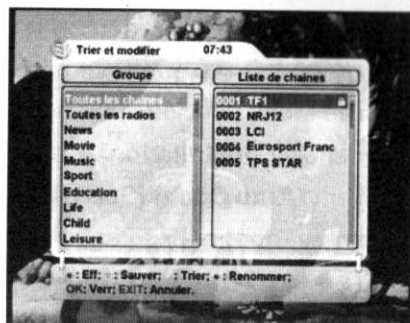 Trier et modifier 07:43
Groupe
Toutes les chaines
Toutes les radios
News
Movie
Music
Sport
Education
Life
Child
Leisure
Liste de chaines
0001 TF1
0002 NRJ12
0003 LCI
0004 Eurosport Franc
0005 TPS STAR
: Eff; : Sauver; : Trier; : Renommer;
OK: Verr; EXIT: Annuler.